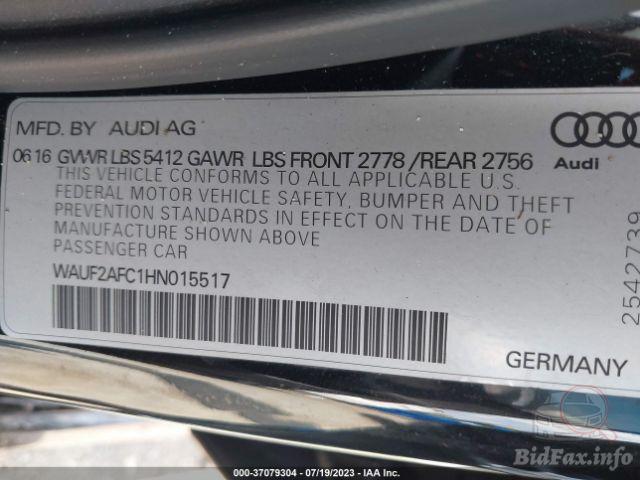 MFD. BY AUDI AG
06 16 GVWR LBS 5412 GAWR LBS FRONT 2778 /REAR 2756
Audi
THIS VEHICLE CONFORMS TO ALL APPLICABLE U.S.
FEDERAL MOTOR VEHICLE SAFETY, BUMPER AND THEFT
PREVENTION STANDARDS IN EFFECT ON THE DATE OF
MANUFACTURE SHOWN ABOVE
PASSENGER CAR
WAUF2AFC1HN015517
2542739
GERMANY
BidFax.info
000-37079304 / 07/19/2023 - IAA Inc.